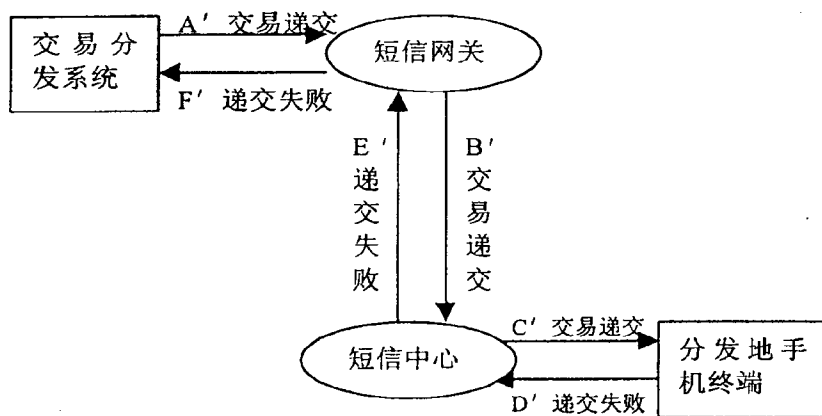 A′ 交易递交
交易分
发系统
短信网关
F′ 递交失败
E′
递
交
失
败
B′
交
易
递
交
C′ 交易递交
短信中心
分发地手
机终端
D′ 递交失败